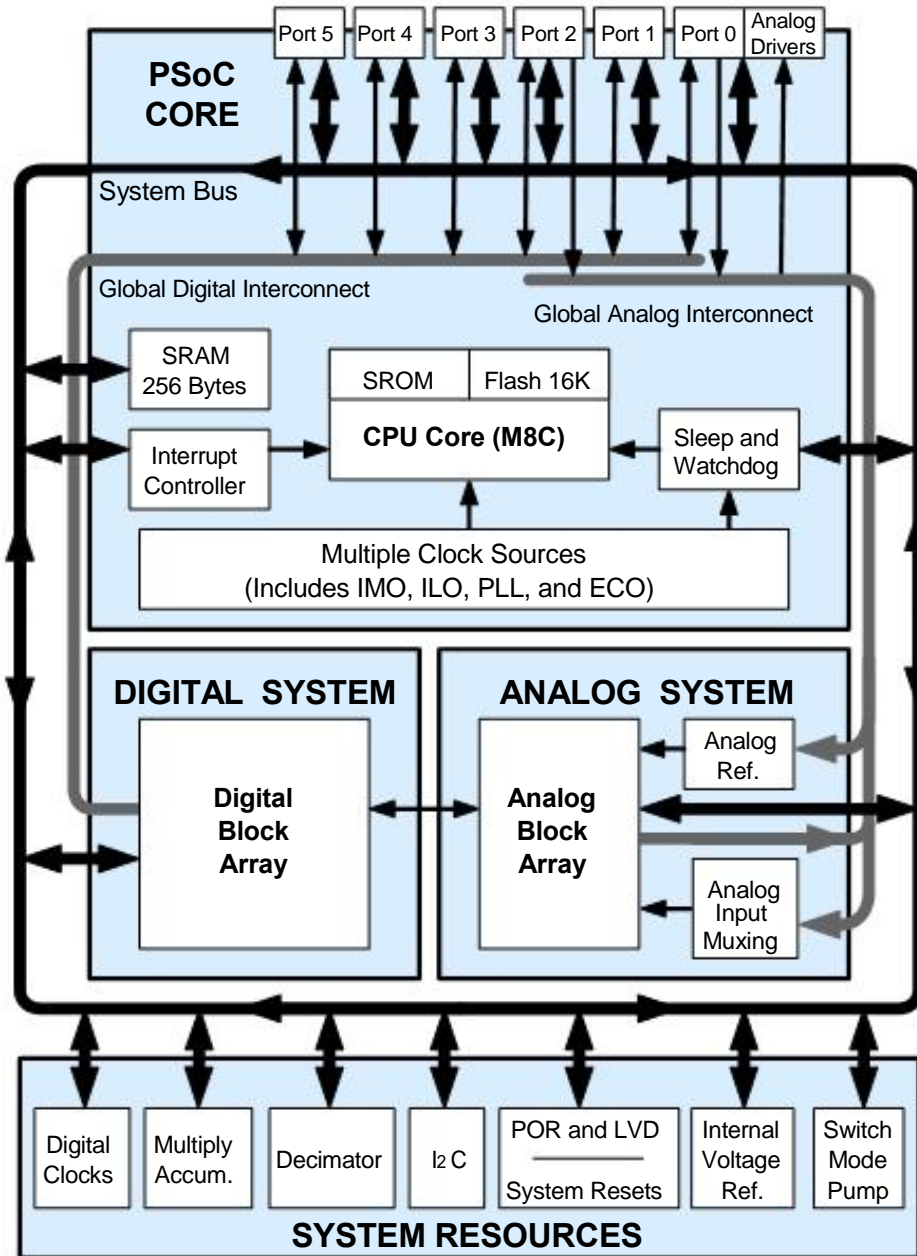 Port 5
Port 4
Port 3
Port 2
Port 1
Port 0
Analog
Drivers
PSoC
CORE
System Bus
Global Digital Interconnect
Global Analog Interconnect
SRAM
256 Bytes
SROM
Flash 16K
CPU Core (M8C)
Interrupt
Controller
Sleep and
Watchdog
Multiple Clock Sources
(Includes IMO, ILO, PLL, and ECO)
DIGITAL SYSTEM
Digital
Block
Array
ANALOG SYSTEM
Analog
Block
Array
Analog
Ref.
Analog
Input
Muxing
Digital
Clocks
Multiply
Accum.
Decimator
I2 C
POR and LVD
System Resets
Internal
Voltage
Ref.
Switch
Mode
Pump
SYSTEM RESOURCES